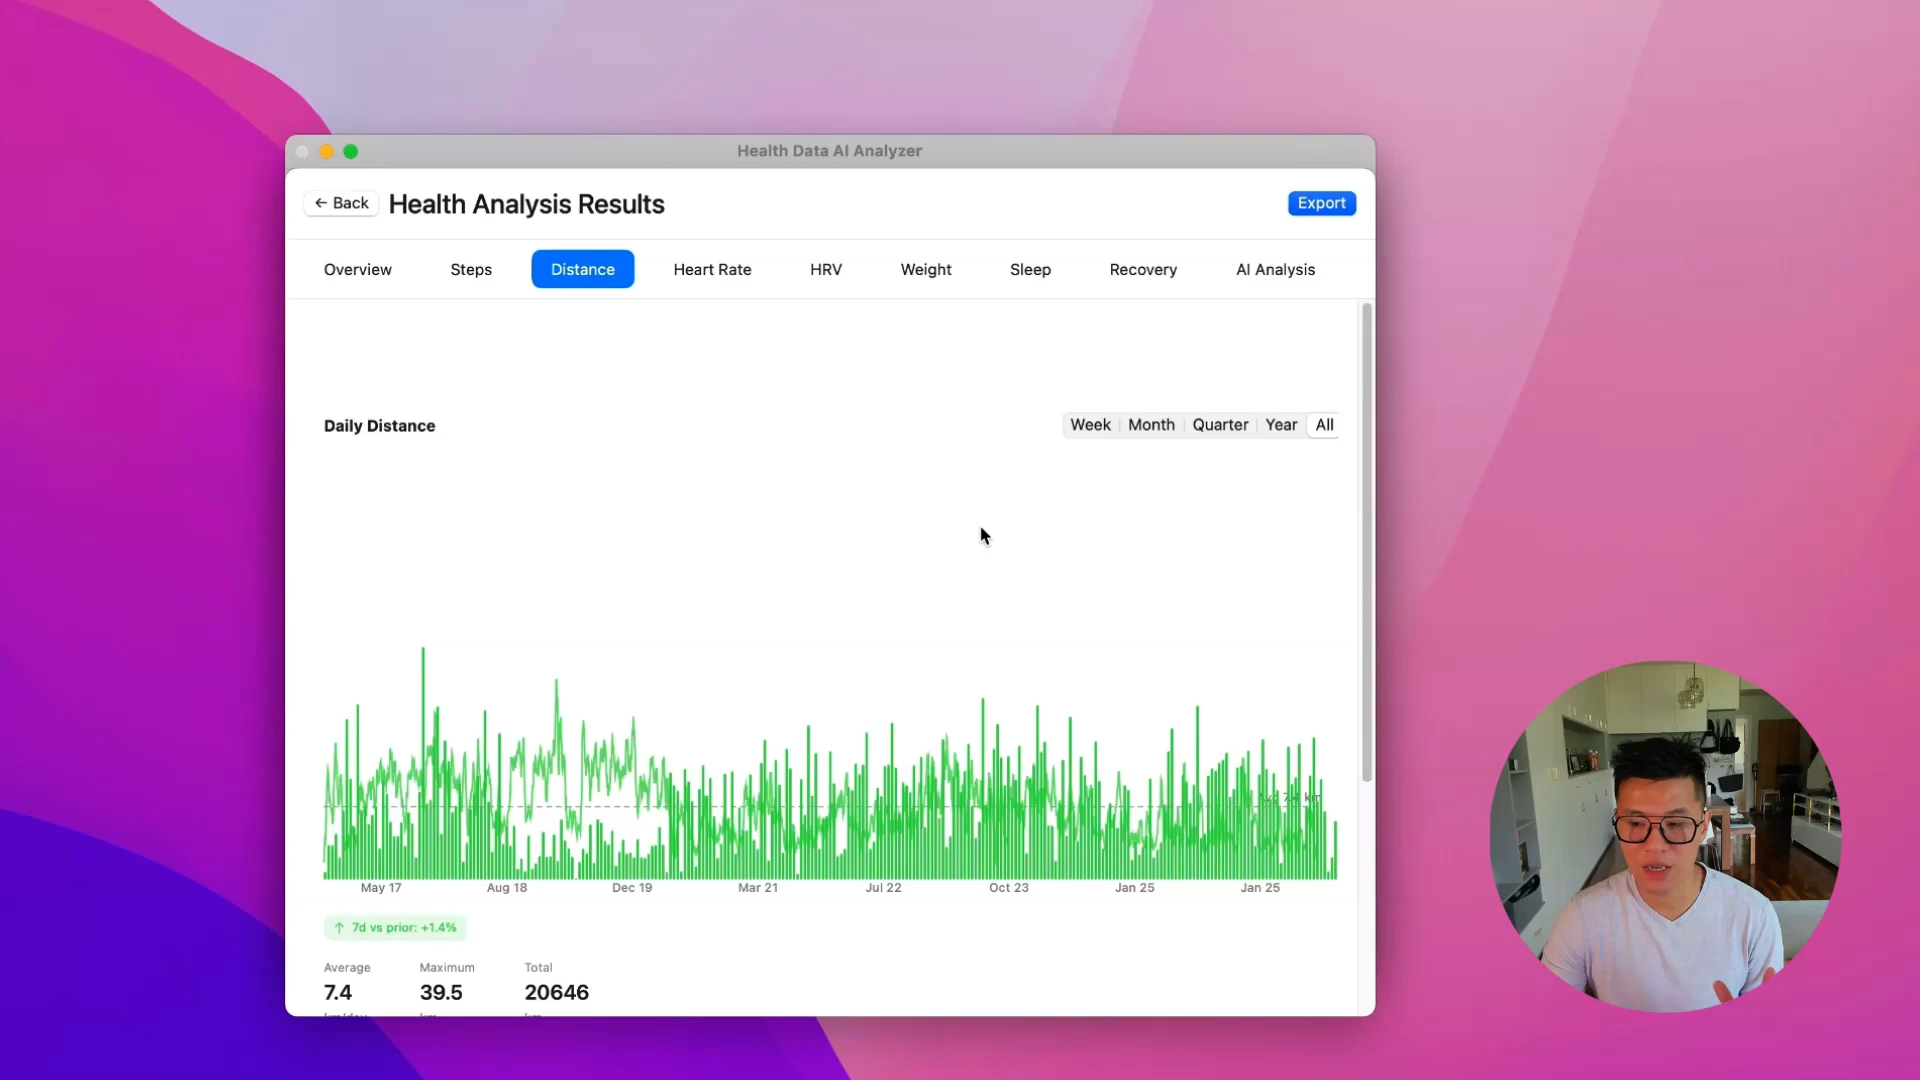 Health Data AI Analyzer
← Back
Health Analysis Results
Export
Overview
Steps
Distance
Heart Rate
HRV
Weight
Sleep
Recovery
AI Analysis
Daily Distance
Week
Month
Quarter
Year
All
May 17
Aug 18
Dec 19
Mar 21
Jul 22
Oct 23
Jan 25
Jan 25
↑ 7d vs prior: +1.4%
Average
Maximum
Total
7.4
39.5
20646